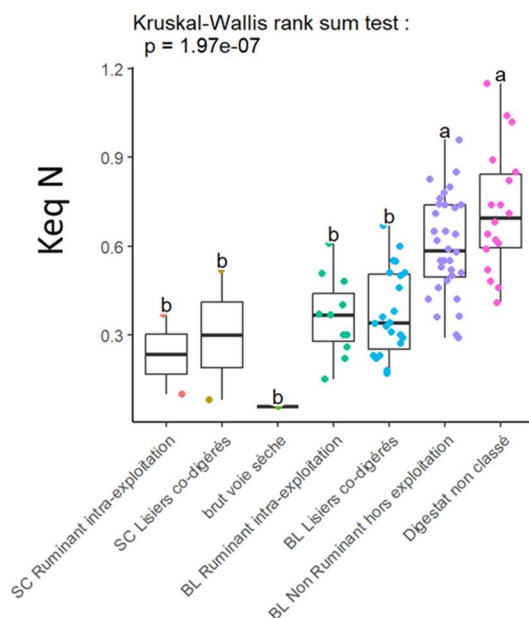 Kruskal-Wallis rank sum test :
p = 1.97e-07
Keq N
1.2
0.9
0.6
0.3
b
b
b
b
b
a
a
SC Ruminant intra-exploitation
SC Lisiers co-digérés
brut voie sèche
BL Ruminant intra-exploitation
BL Lisiers co-digérés
BL Non Ruminant hors exploitation
Digestat non classé